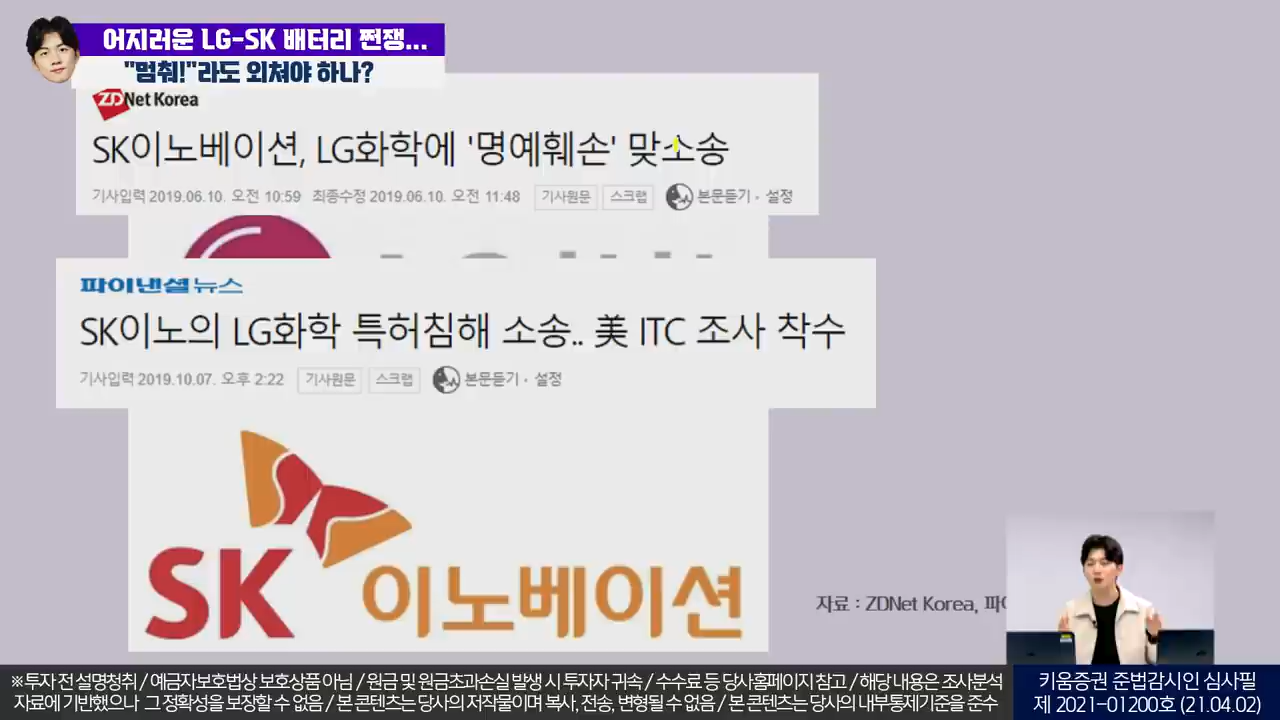 어지러운 LG-SK 배터리 쩐쟁...
"멈춰!"라도 외쳐야 하나?
ZDNet Korea
SK이노베이션, LG화학에 '명예훼손' 맞소송
기사입력 2019.06.10. 오전 10:59 최종수정 2019.06.10. 오전 11:48 기사원문 스크랩 본문듣기 · 설정
파이낸셜뉴스
SK이노의 LG화학 특허침해 소송.. 美 ITC 조사 착수
기사입력 2019.10.07. 오후 2:22 기사원문 스크랩 본문듣기 · 설정
SK 이노베이션
자료 : ZDNet Korea,
※투자 전 설명청취 / 예금자보호법상 보호상품 아님 / 원금 및 원금초과손실 발생 시 투자자 귀속 / 수수료 등 당사홈페이지 참고 / 해당 내용은 조사분석
자료에 기반했으나 그 정확성을 보장할 수 없음 / 본 콘텐츠는 당사의 저작물이며 복사, 전송, 변형될 수 없음 / 본 콘텐츠는 당사의 내부통제기준을 준수
키움증권 준법감시인 심사필
제 2021-01200호 (21.04.02)